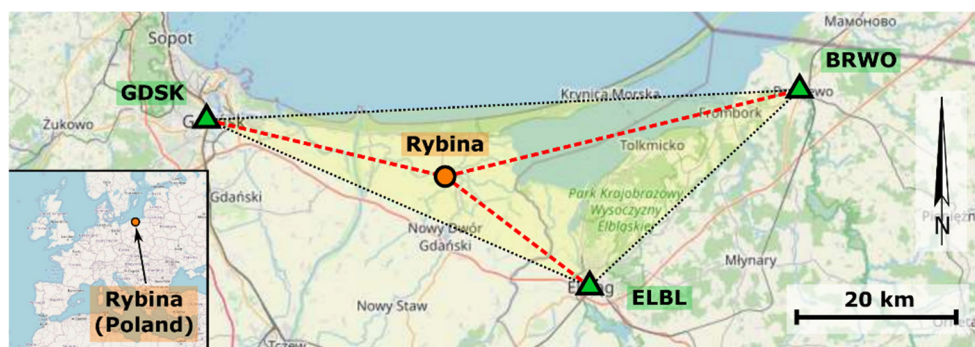 Sopot
Мамоново
GDSK
BRWO
Krynica Morska
Żukowo
Frombork
Rybina
Tolkmicko
Gdański
Park Krajobrazowy
Wysoczyzny
Elbląskiej
Nowy Dwór
Gdański
N
Młynary
Nowy Staw
ELBL
20 km
Rybina
(Poland)
Tczew